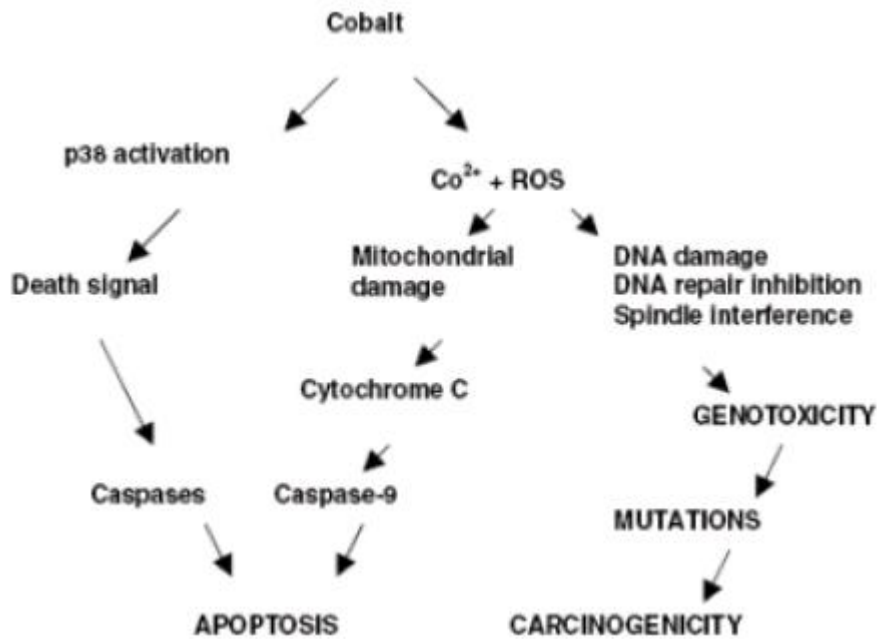 Cobalt
p38 activation
Co²⁺ + ROS
Death signal
Mitochondrial
damage
DNA damage
DNA repair inhibition
Spindle interference
Cytochrome C
GENOTOXICITY
Caspases
Caspase-9
MUTATIONS
APOPTOSIS
CARCINOGENICITY